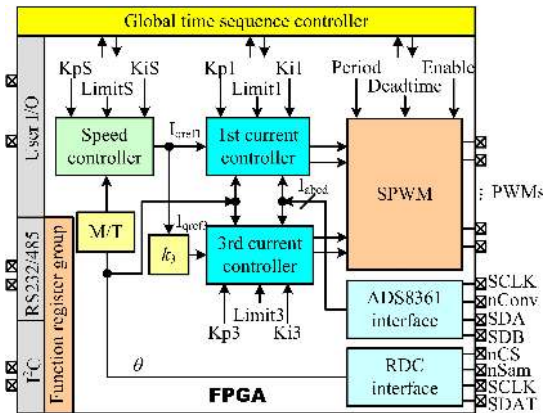 Global time sequence controller
User I/O
RS232/485
I²C
Function register group
KpS
KiS
LimitS
Kp1
Ki1
Limit1
Period
Enable
Deadtime
Speed
controller
Iqref1
1st current
controller
SPWM
PWMs
Iabcd
M/T
Iqref3
k3
3rd current
controller
Kp3
Limit3
Ki3
ADS8361
interface
SCLK
nConv
SDA
SDB
RDC
interface
nCS
nSam
SCLK
SDAT
θ
FPGA